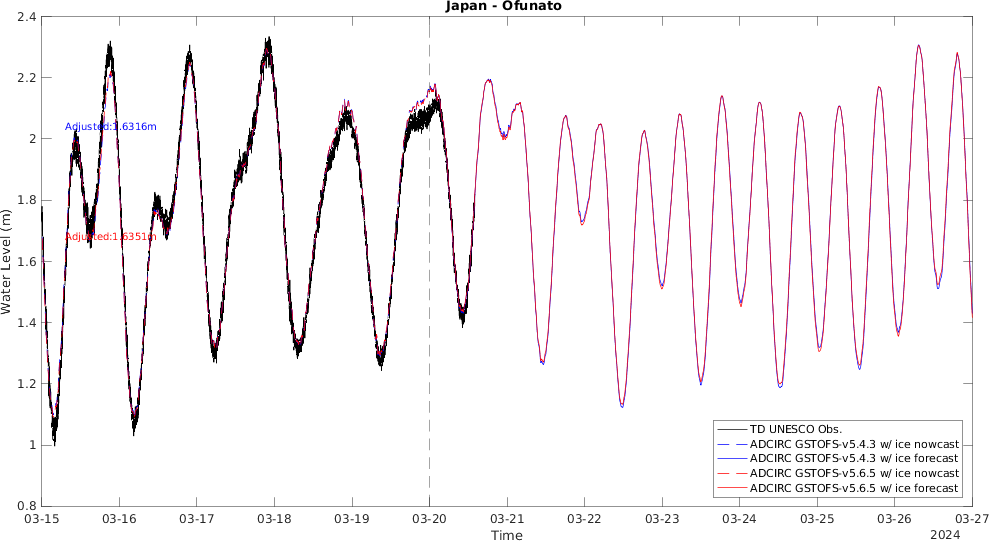 Japan - Ofunato
2.4
2.2
2
1.8
1.6
1.4
1.2
1
0.8
Water Level (m)
Adjusted:1.6316m
Adjusted:1.6351m
TD UNESCO Obs.
ADCIRC GSTOFS-v5.4.3 w/ ice nowcast
ADCIRC GSTOFS-v5.4.3 w/ ice forecast
ADCIRC GSTOFS-v5.6.5 w/ ice nowcast
ADCIRC GSTOFS-v5.6.5 w/ ice forecast
03-15 03-16 03-17 03-18 03-19 03-20 03-21 03-22 03-23 03-24 03-25 03-26 03-27
Time
2024